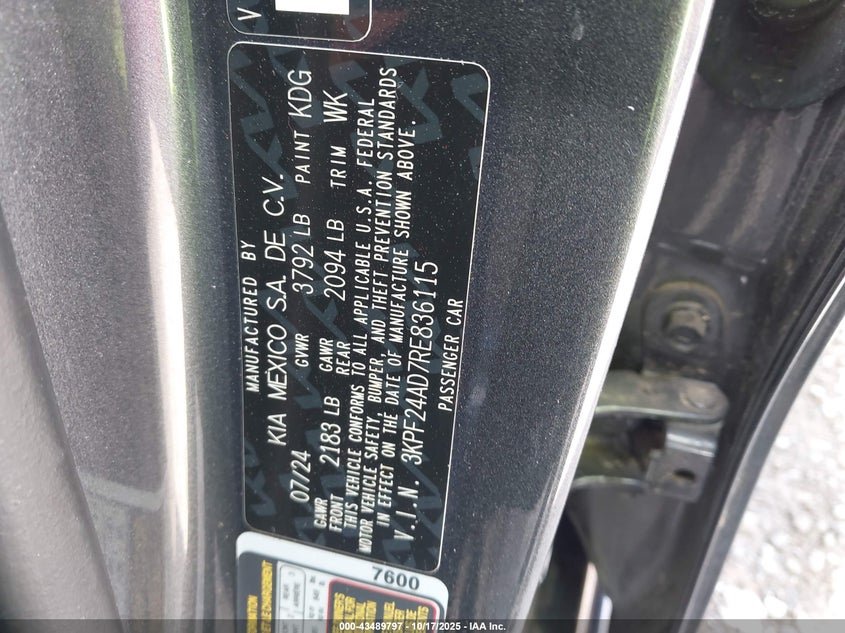 V
MANUFACTURED BY
KIA MEXICO S.A. DE C.V.
07/24 GVWR 3792 LB PAINT KDG
GAWR FRONT 2183 LB GAWR REAR 2094 LB TRIM WK
THIS VEHICLE CONFORMS TO ALL APPLICABLE U.S.A. FEDERAL
MOTOR VEHICLE SAFETY, BUMPER, AND THEFT PREVENTION STANDARDS
IN EFFECT ON THE DATE OF MANUFACTURE SHOWN ABOVE.
V.I.N. 3KPF24AD7RE836115
PASSENGER CAR
7600
000-43489797 - 10/17/2025 - IAA Inc.